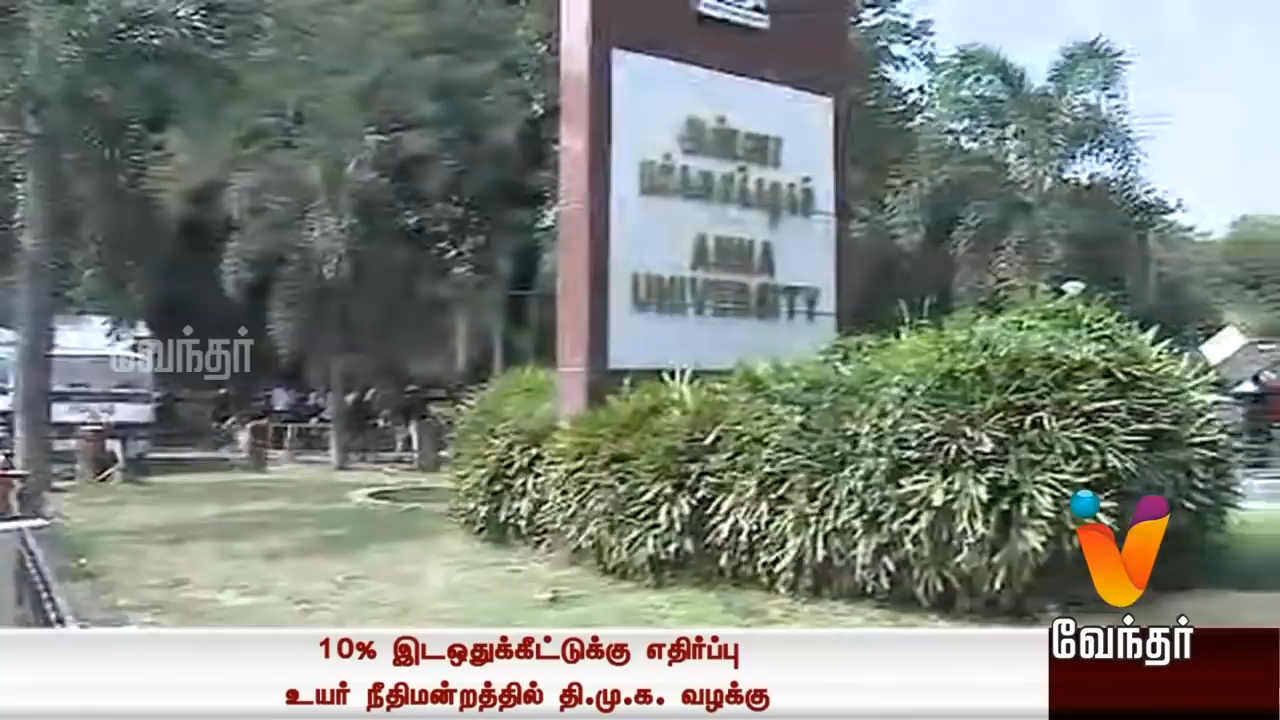 அண்ணா
பல்கலைக்கழகம்
ANNA
UNIVERSITY
வேந்தர்
வேந்தர்
10% இடஒதுக்கீட்டுக்கு எதிர்ப்பு
உயர் நீதிமன்றத்தில் தி.மு.க. வழக்கு